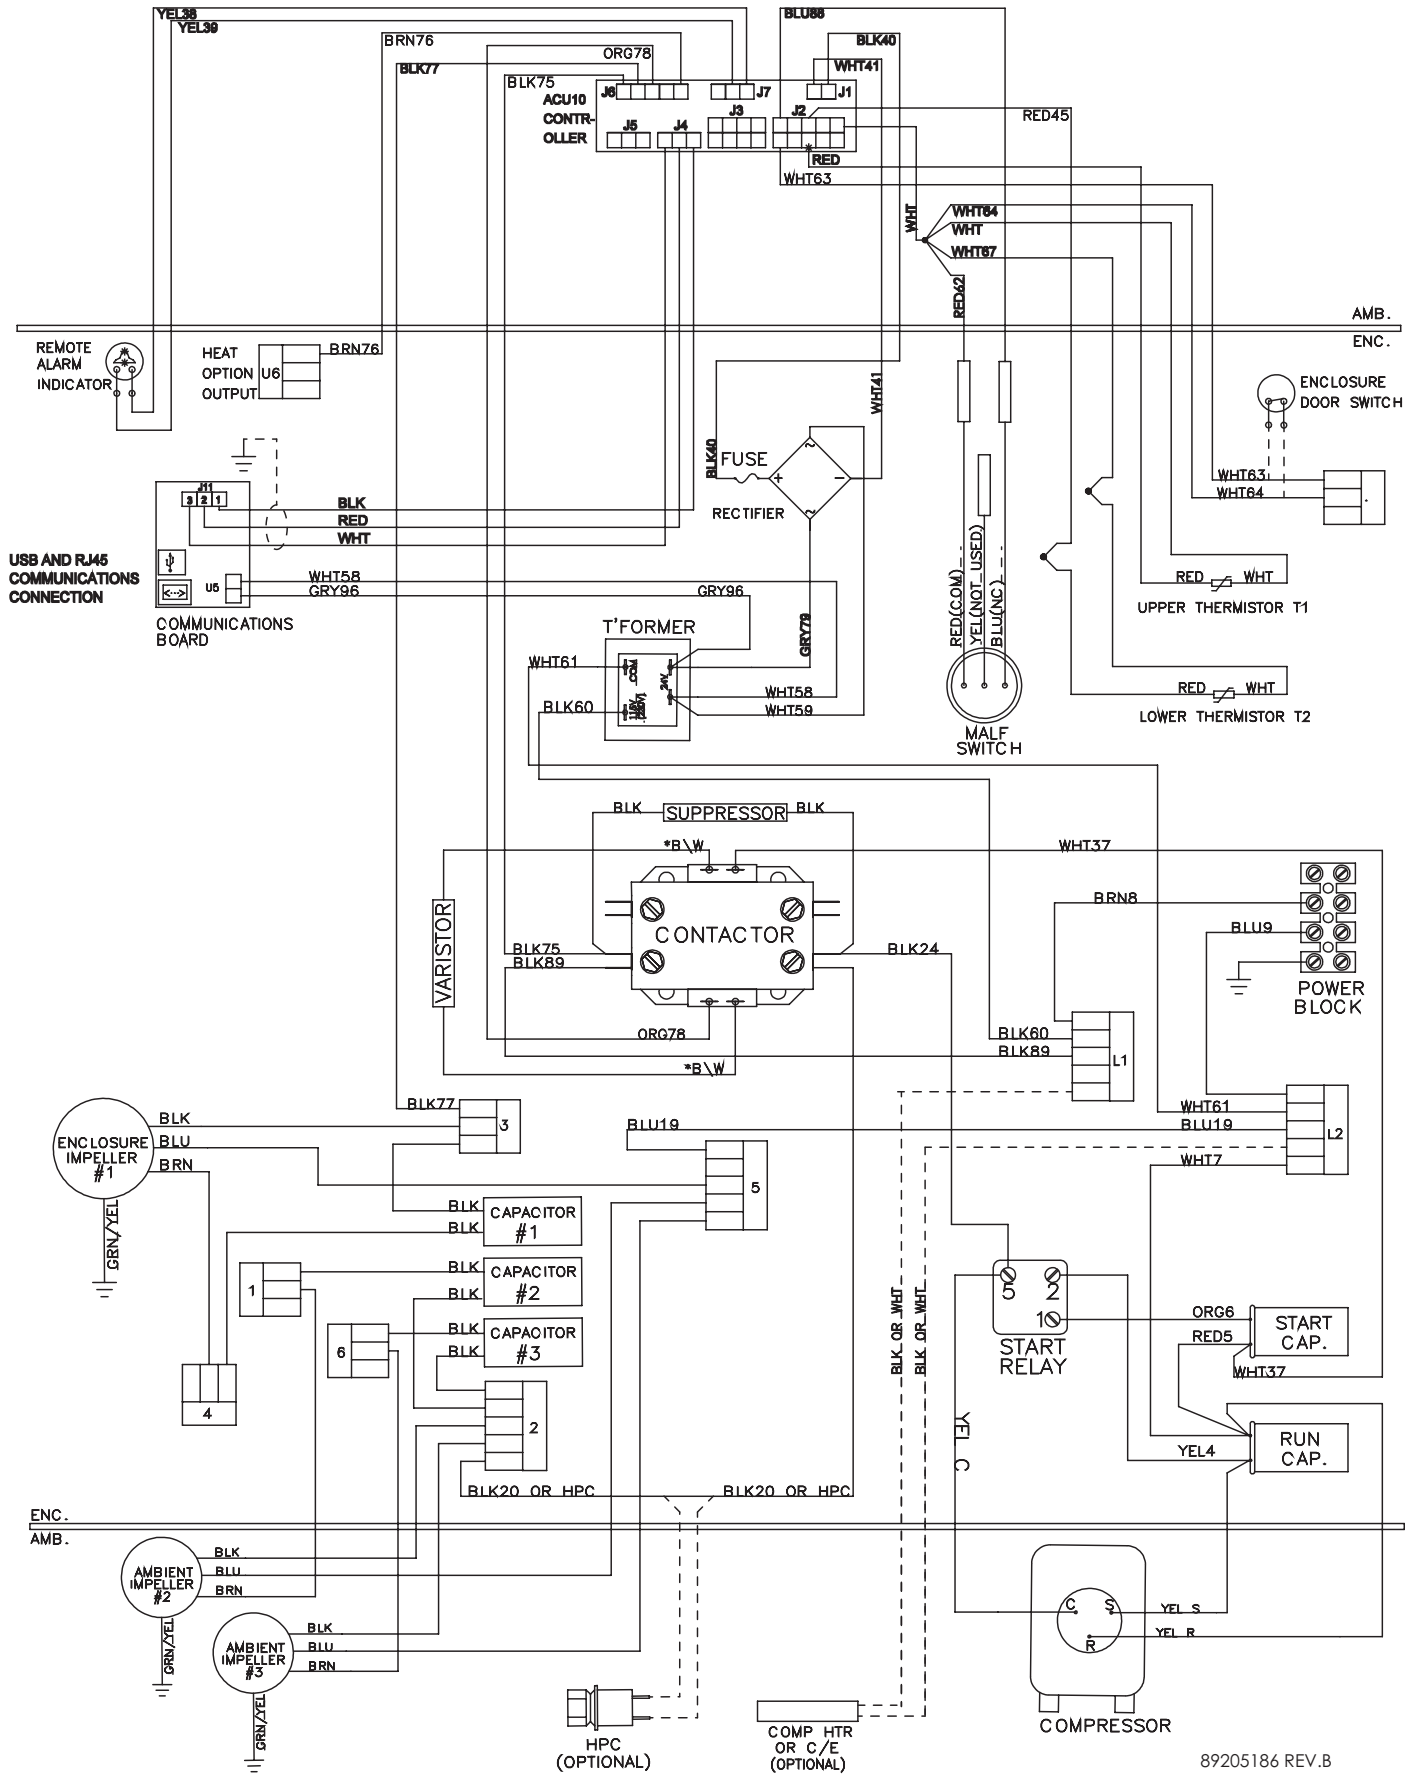 YEL38
YEL39
BRN76
ORG78
BLK77
BLK75
BLU88
BLK40
WHT41
ACU10
CONTR-
OLLER
J6
J7
J1
J5
J4
J3
J2
RED45
RED
WHT63
WHT
WHT64
WHT
WHT67
RED62
AMB.
ENC.
REMOTE
ALARM
INDICATOR
HEAT
OPTION
OUTPUT
U6
BRN76
ENCLOSURE
DOOR SWITCH
WHT41
BLK40
FUSE
+
-
~
~
RECTIFIER
WHT63
WHT64
J11
3 2 1
BLK
RED
WHT
USB AND RJ45
COMMUNICATIONS
CONNECTION
U5
<-->
WHT58
GRY96
GRY96
COMMUNICATIONS
BOARD
RED(COM)
YEL(NOT USED)
BLU(NC)
RED
WHT
UPPER THERMISTOR T1
T'FORMER
GRY79
WHT61
COM
24V
115V
BLK60
WHT58
WHT59
RED
WHT
LOWER THERMISTOR T2
MALF
SWITCH
BLK
SUPPRESSOR
BLK
*B\W
WHT37
VARISTOR
CONTACTOR
BRN8
BLU9
BLK75
BLK89
BLK24
POWER
BLOCK
ORG78
*B\W
BLK60
BLK89
L1
BLK77
3
ENCLOSURE
IMPELLER
#1
BLK
BLU
BRN
GRN/YEL
BLU19
WHT61
BLU19
L2
WHT7
5
BLK
BLK
CAPACITOR
#1
BLK
BLK
CAPACITOR
#2
1
BLK
BLK
CAPACITOR
#3
6
4
2
BLK OR WHT
BLK OR WHT
5
2
1
START
RELAY
ORG6
RED5
START
CAP.
WHT37
YEL C
YEL4
RUN
CAP.
BLK20 OR HPC
BLK20 OR HPC
ENC.
AMB.
AMBIENT
IMPELLER
#2
BLK
BLU
BRN
GRN/YEL
AMBIENT
IMPELLER
#3
BLK
BLU
BRN
GRN/YEL
C
S
R
YEL S
YEL R
COMPRESSOR
HPC
(OPTIONAL)
COMP HTR
OR C/E
(OPTIONAL)
89205186 REV.B